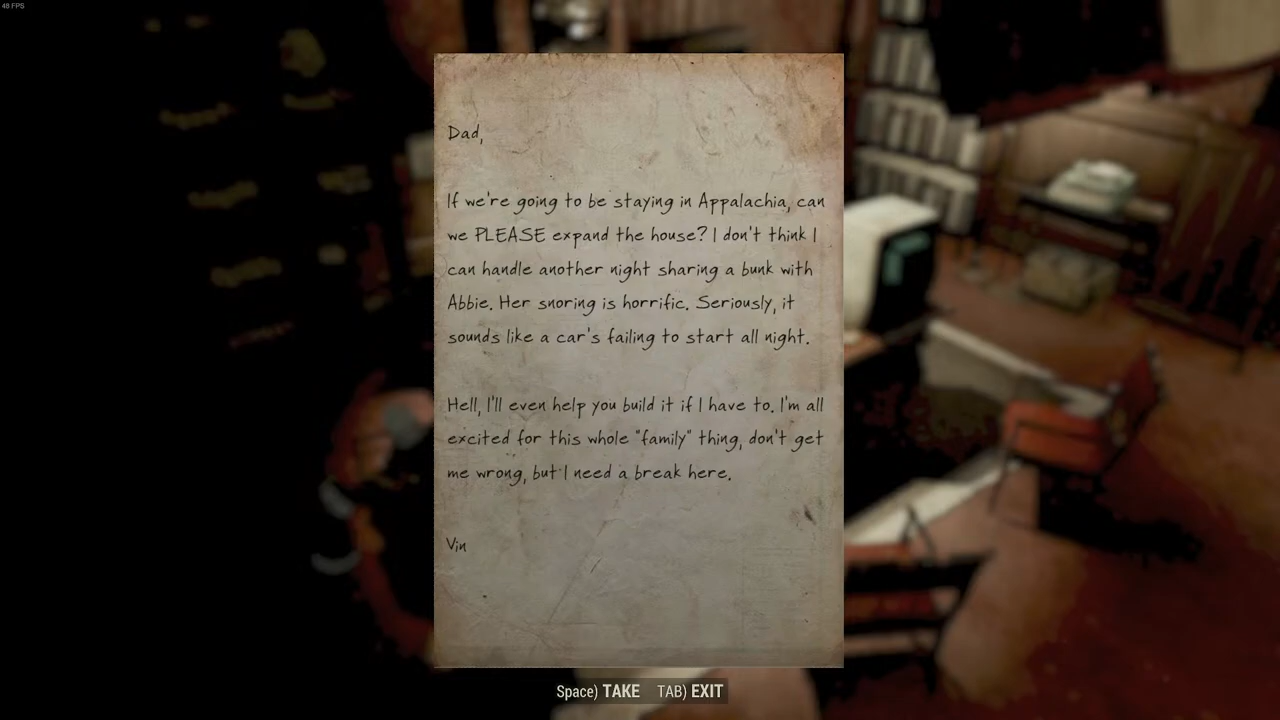 48 FPS
Dad,
If we're going to be staying in Appalachia, can
we PLEASE expand the house? I don't think I
can handle another night sharing a bunk with
Abbie. Her snoring is horrific. Seriously, it
sounds like a car's failing to start all night.
Hell, I'll even help you build it if I have to. I'm all
excited for this whole "family" thing, don't get
me wrong, but I need a break here.
Vin
Space) TAKE TAB) EXIT